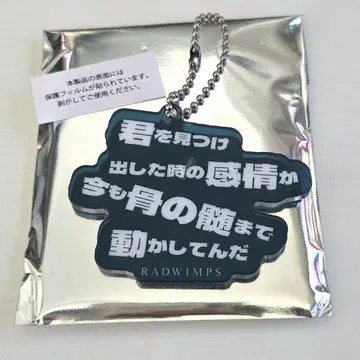 本製品の表面には
保護フィルムが貼られています。
剥がしてご使用ください。
君を見つけ
出した時の感情が
今も骨の髄まで
動かしてんだ
RADWIMPS